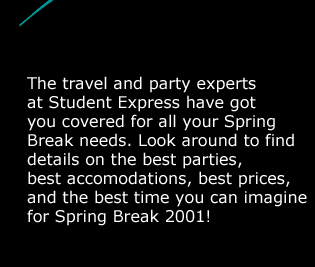 The travel and party experts
at Student Express have got
you covered for all your Spring
Break needs. Look around to find
details on the best parties,
best accomodations, best prices,
and the best time you can imagine
for Spring Break 2001!